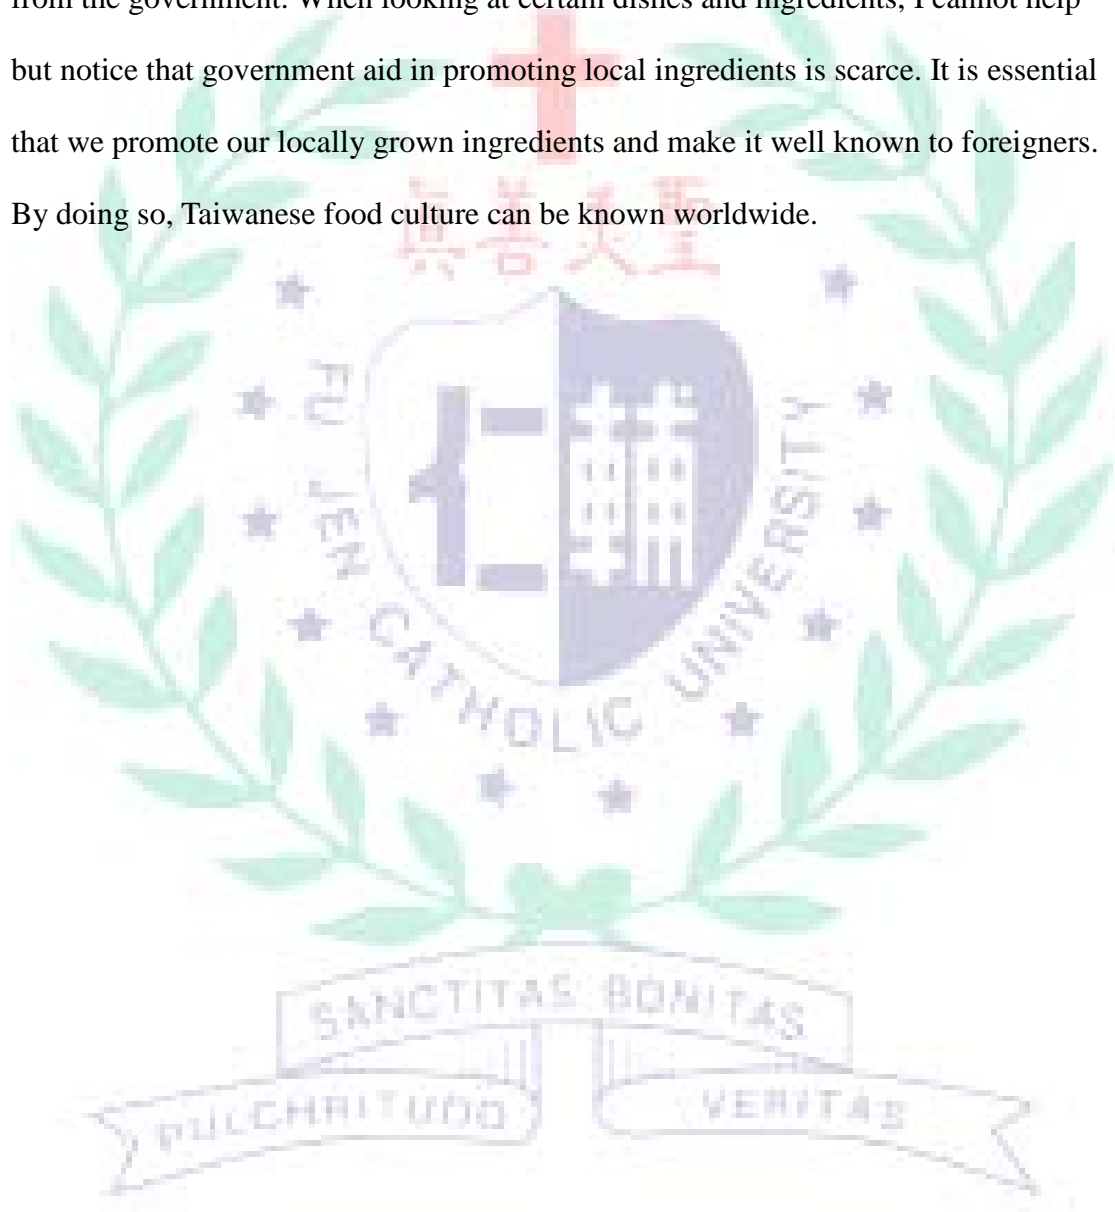 from the government. When looking at certain dishes and ingredients, I cannot help
but notice that government aid in promoting local ingredients is scarce. It is essential
that we promote our locally grown ingredients and make it well known to foreigners.
By doing so, Taiwanese food culture can be known worldwide.
真善美聖
FU JEN CATHOLIC UNIVERSITY
仁
SANCTITAS BONITAS
PULCHRITUDO
VERITAS